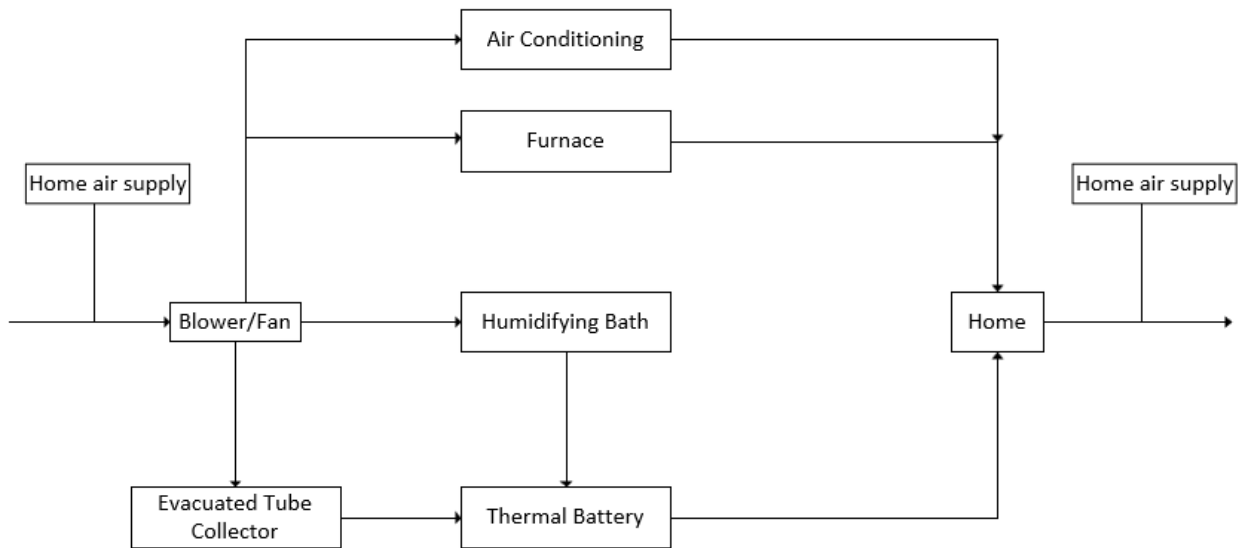 Air Conditioning
Furnace
Home air supply
Home air supply
Blower/Fan
Humidifying Bath
Home
Evacuated Tube
Collector
Thermal Battery